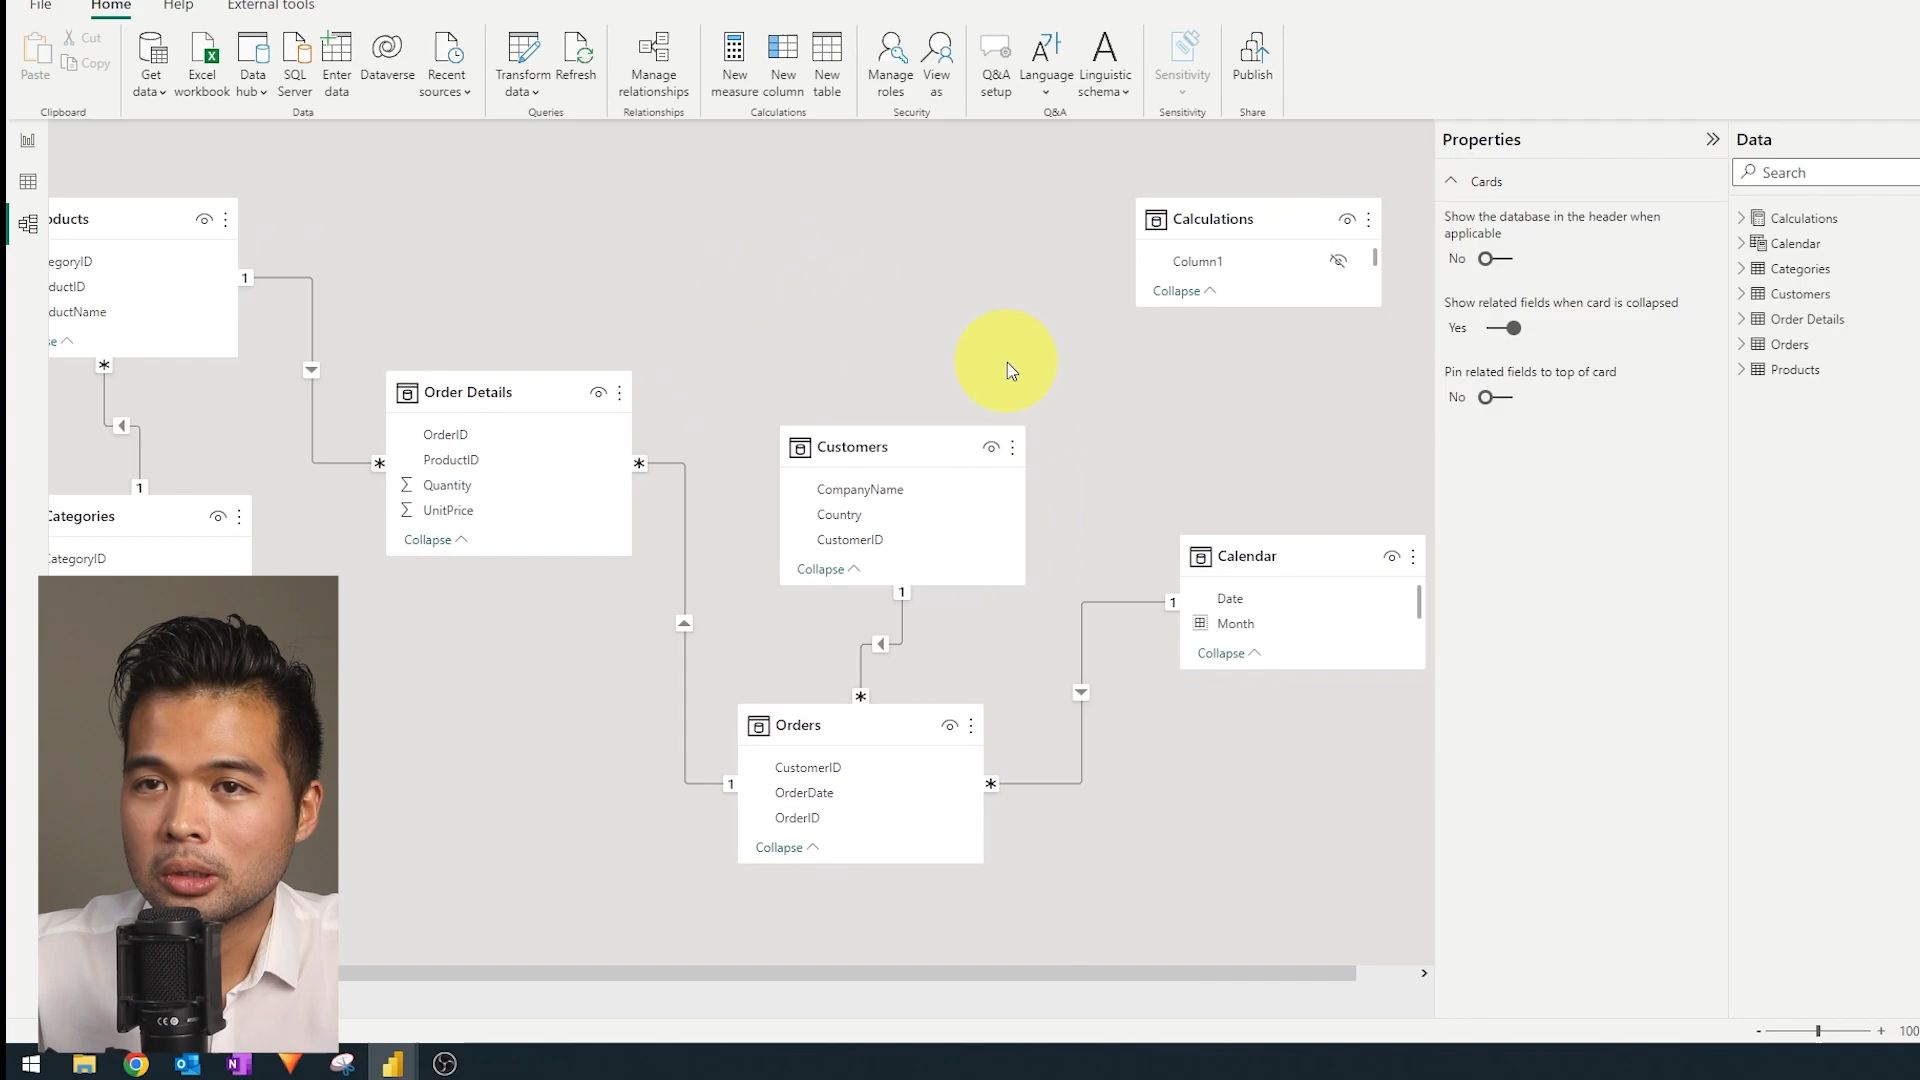 File Home Help External tools
Paste
Cut
Copy
Clipboard
Get data
Excel workbook
Data hub
SQL Server
Enter data
Dataverse
Recent sources
Data
Transform data
Refresh
Queries
Manage relationships
Relationships
New measure
New column
New table
Calculations
Manage roles
View as
Security
Q&A setup
Language
Linguistic schema
Q&A
Sensitivity
Sensitivity
Publish
Share
oducts
egoryID
ductID
ductName
se
1
*
*
1
Categories
CategoryID
Order Details
OrderID
ProductID
Σ Quantity
Σ UnitPrice
Collapse
*
1
Customers
CompanyName
Country
CustomerID
Collapse
1
*
Orders
CustomerID
OrderDate
OrderID
Collapse
*
1
Calculations
Column1
Collapse
Calendar
Date
Month
Collapse
Properties
Cards
Show the database in the header when
applicable
No
Show related fields when card is collapsed
Yes
Pin related fields to top of card
No
Data
Search
Calculations
Calendar
Categories
Customers
Order Details
Orders
Products
- + 100